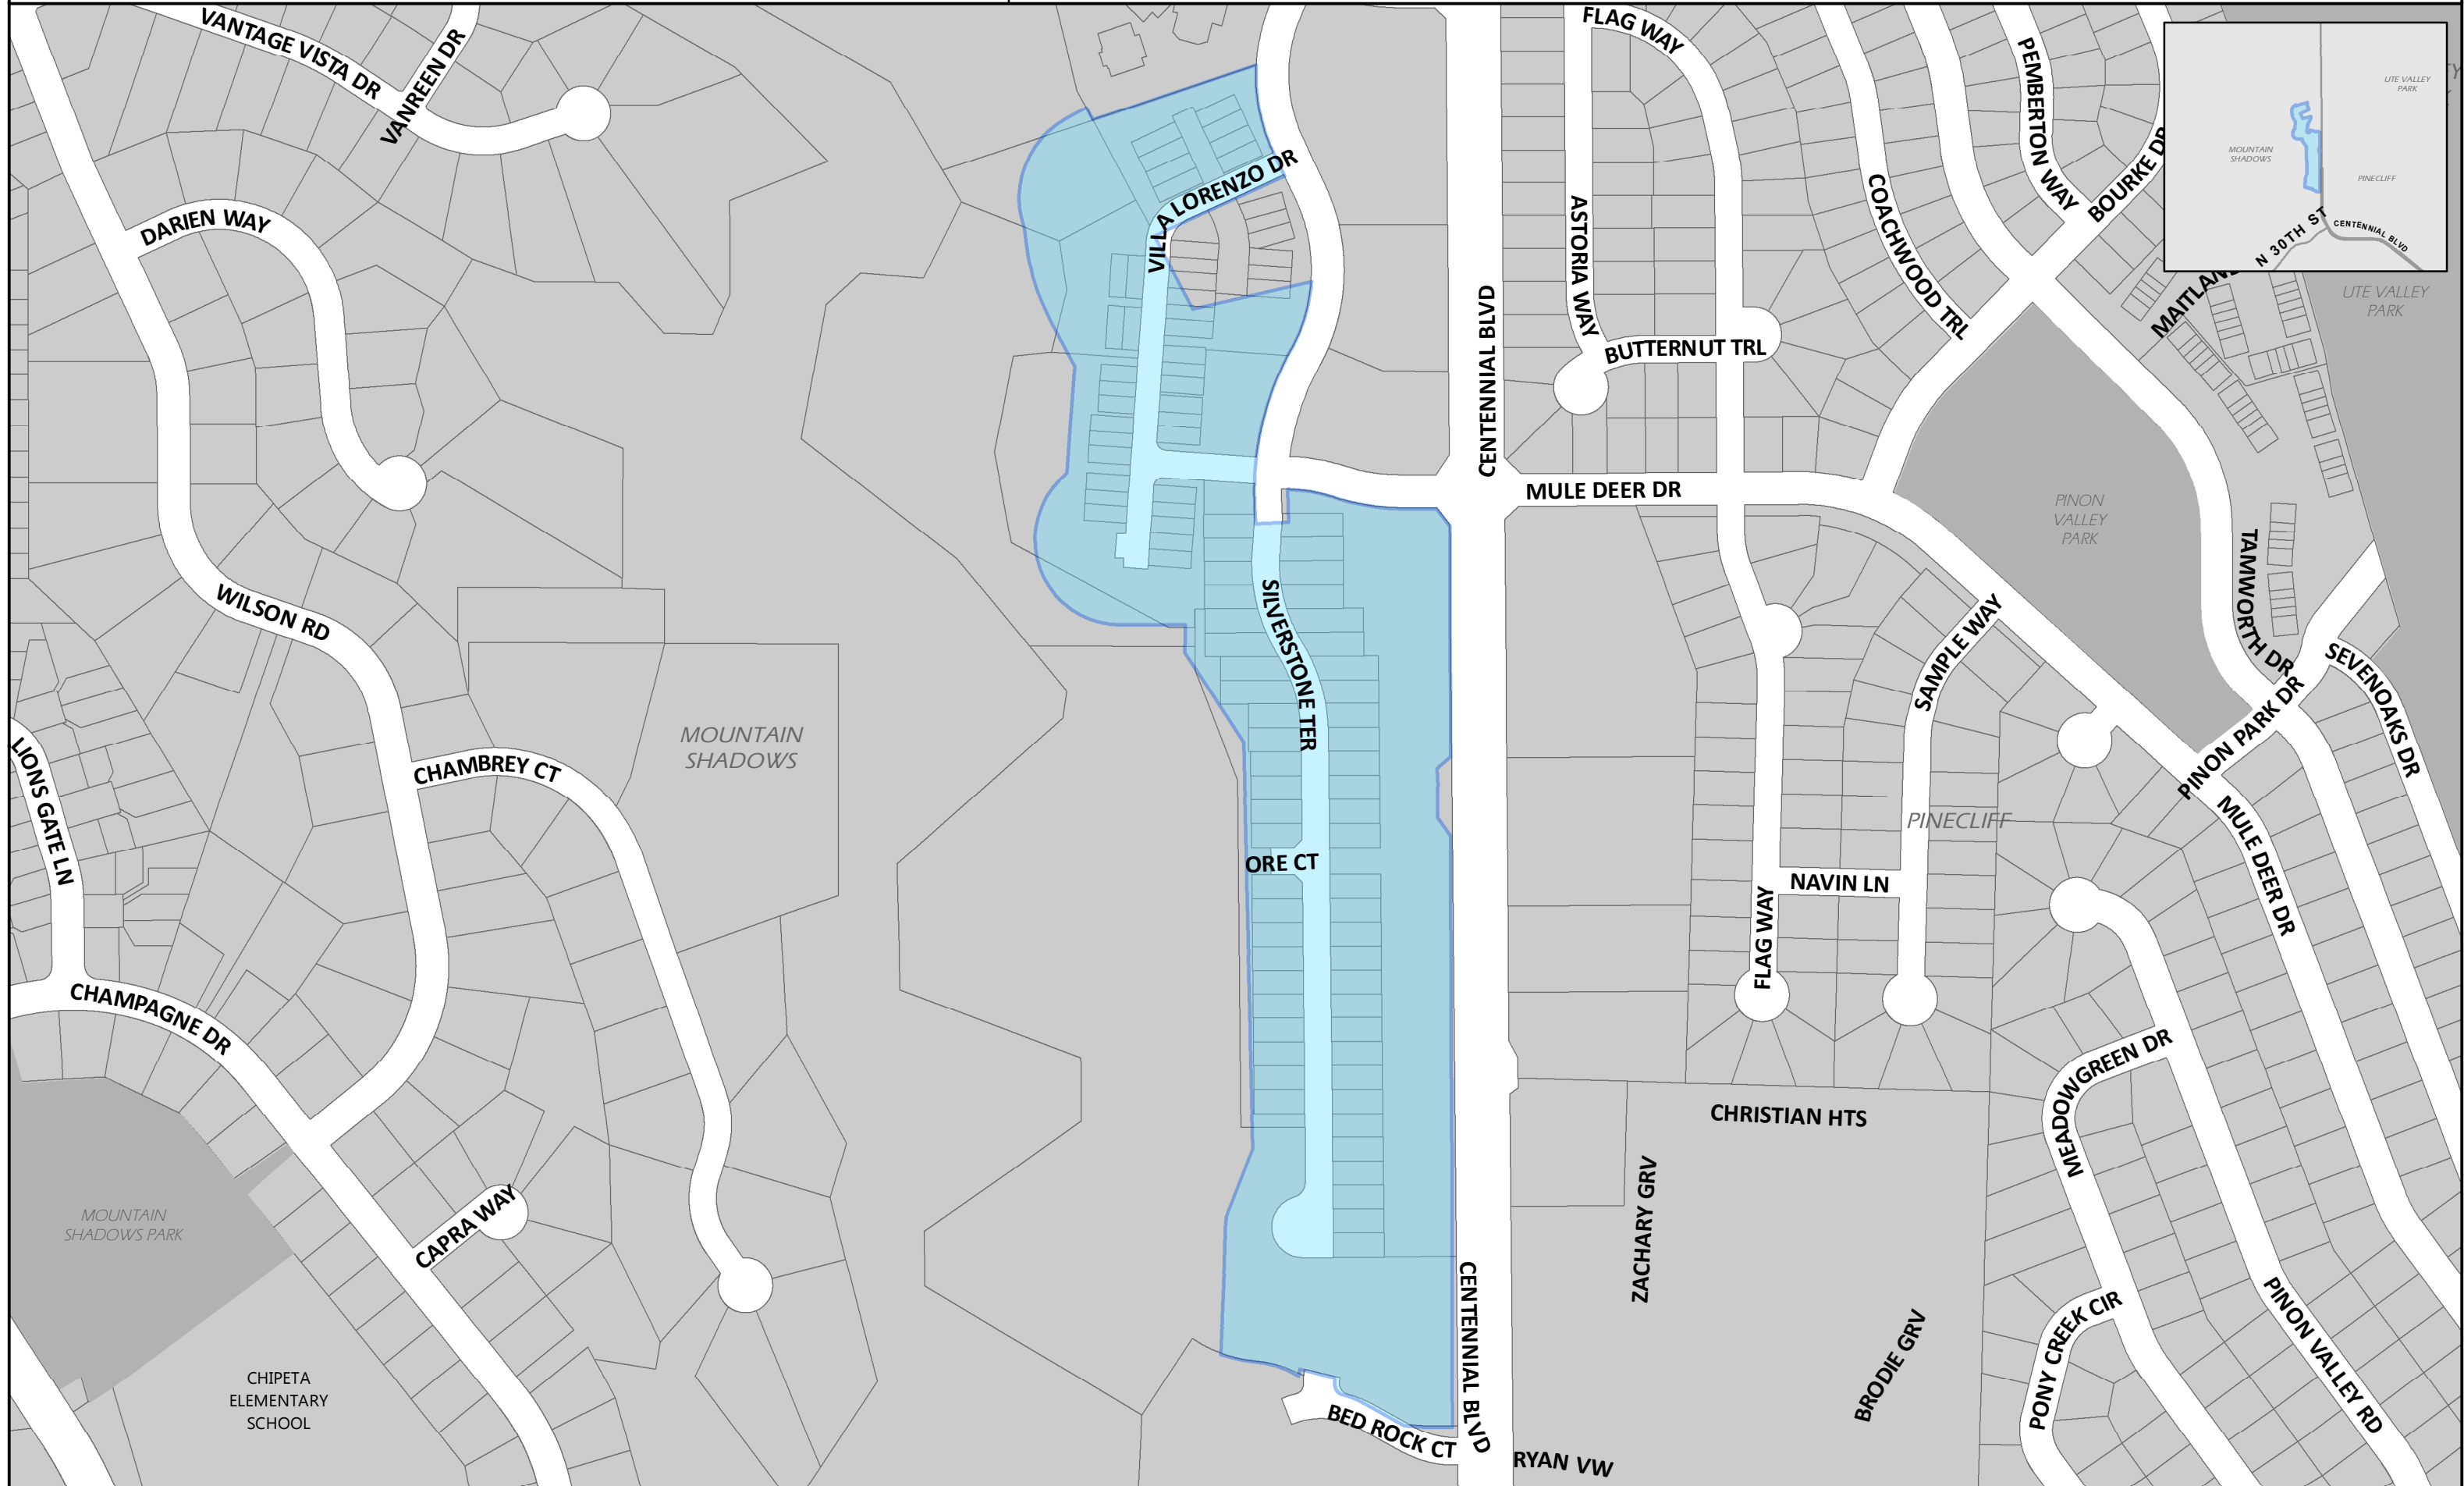 VANTAGE VISTA DR
VANREEN DR
FLAG WAY
PEMBERTON WAY
BOURKE DR
UTE VALLEY
PARK
MOUNTAIN
SHADOWS
PINECLIFF
N 30TH ST
CENTENNIAL BLVD
DARIEN WAY
VILLA LORENZO DR
ASTORIA WAY
COACHWOOD TRL
MAITLAND
UTE VALLEY
PARK
CENTENNIAL BLVD
BUTTERNUT TRL
MULE DEER DR
PINON
VALLEY
PARK
TAMWORTH DR
WILSON RD
SILVERSTONE TER
SAMPLE WAY
SEVENOAKS DR
PINON PARK DR
MOUNTAIN
SHADOWS
LIONS GATE LN
CHAMBREY CT
ORE CT
PINECLIFF
MULE DEER DR
NAVIN LN
FLAG WAY
CHAMPAGNE DR
MEADOWGREEN DR
CHRISTIAN HTS
MOUNTAIN
SHADOWS PARK
CAPRA WAY
ZACHARY GRV
CENTENNIAL BLVD
BRODIE GRV
PONY CREEK CIR
PINON VALLEY RD
CHIPETA
ELEMENTARY
SCHOOL
BED ROCK CT
RYAN VW